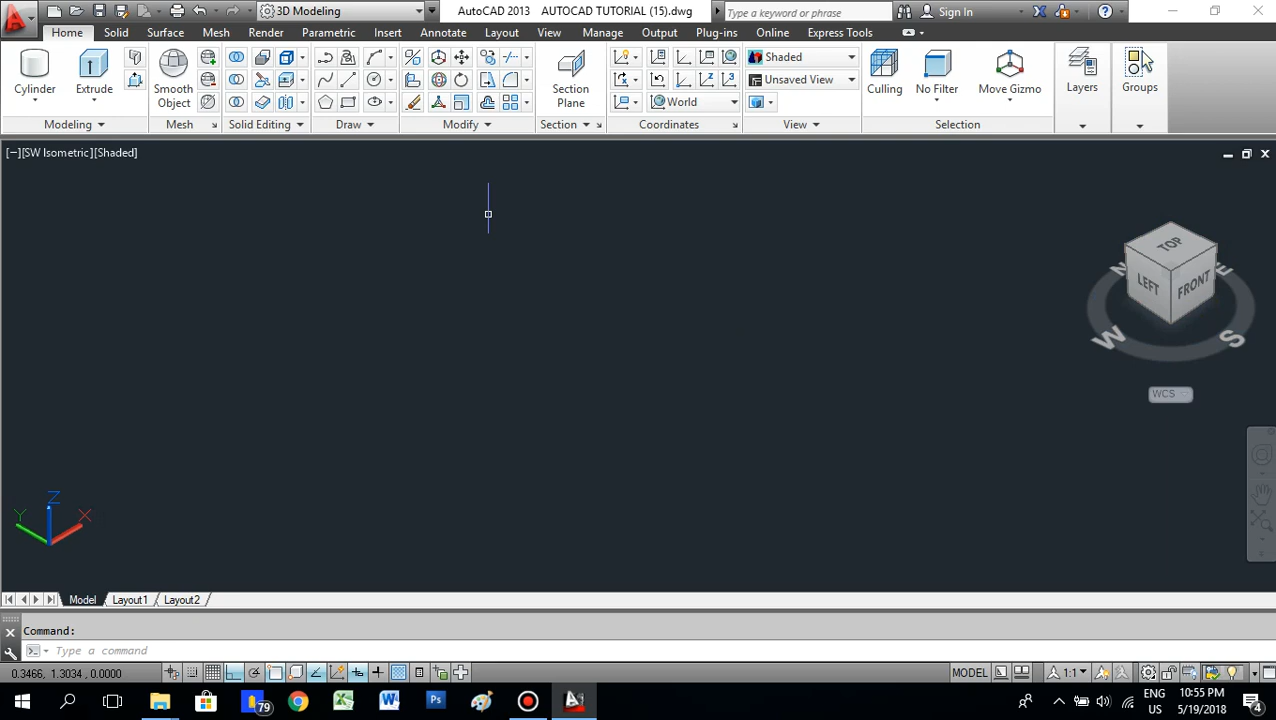 3D Modeling AutoCAD 2013 AUTOCAD TUTORIAL (15).dwg Type a keyword or phrase Sign In
Home Solid Surface Mesh Render Parametric Insert Annotate Layout View Manage Output Plug-ins Online Express Tools
Shaded
Unsaved View
World
Cylinder Extrude Smooth Object Section Plane Culling No Filter Move Gizmo Layers Groups
Modeling Mesh Solid Editing Draw Modify Section Coordinates View Selection
[−][SW Isometric][Shaded]
TOP
LEFT FRONT
N E
W S
WCS
Z
Y X
Model Layout1 Layout2
Command:
Type a command
0.3466, 1.3034 , 0.0000 MODEL 1:1
79 W Ps ENG US 10:55 PM 5/19/2018 4